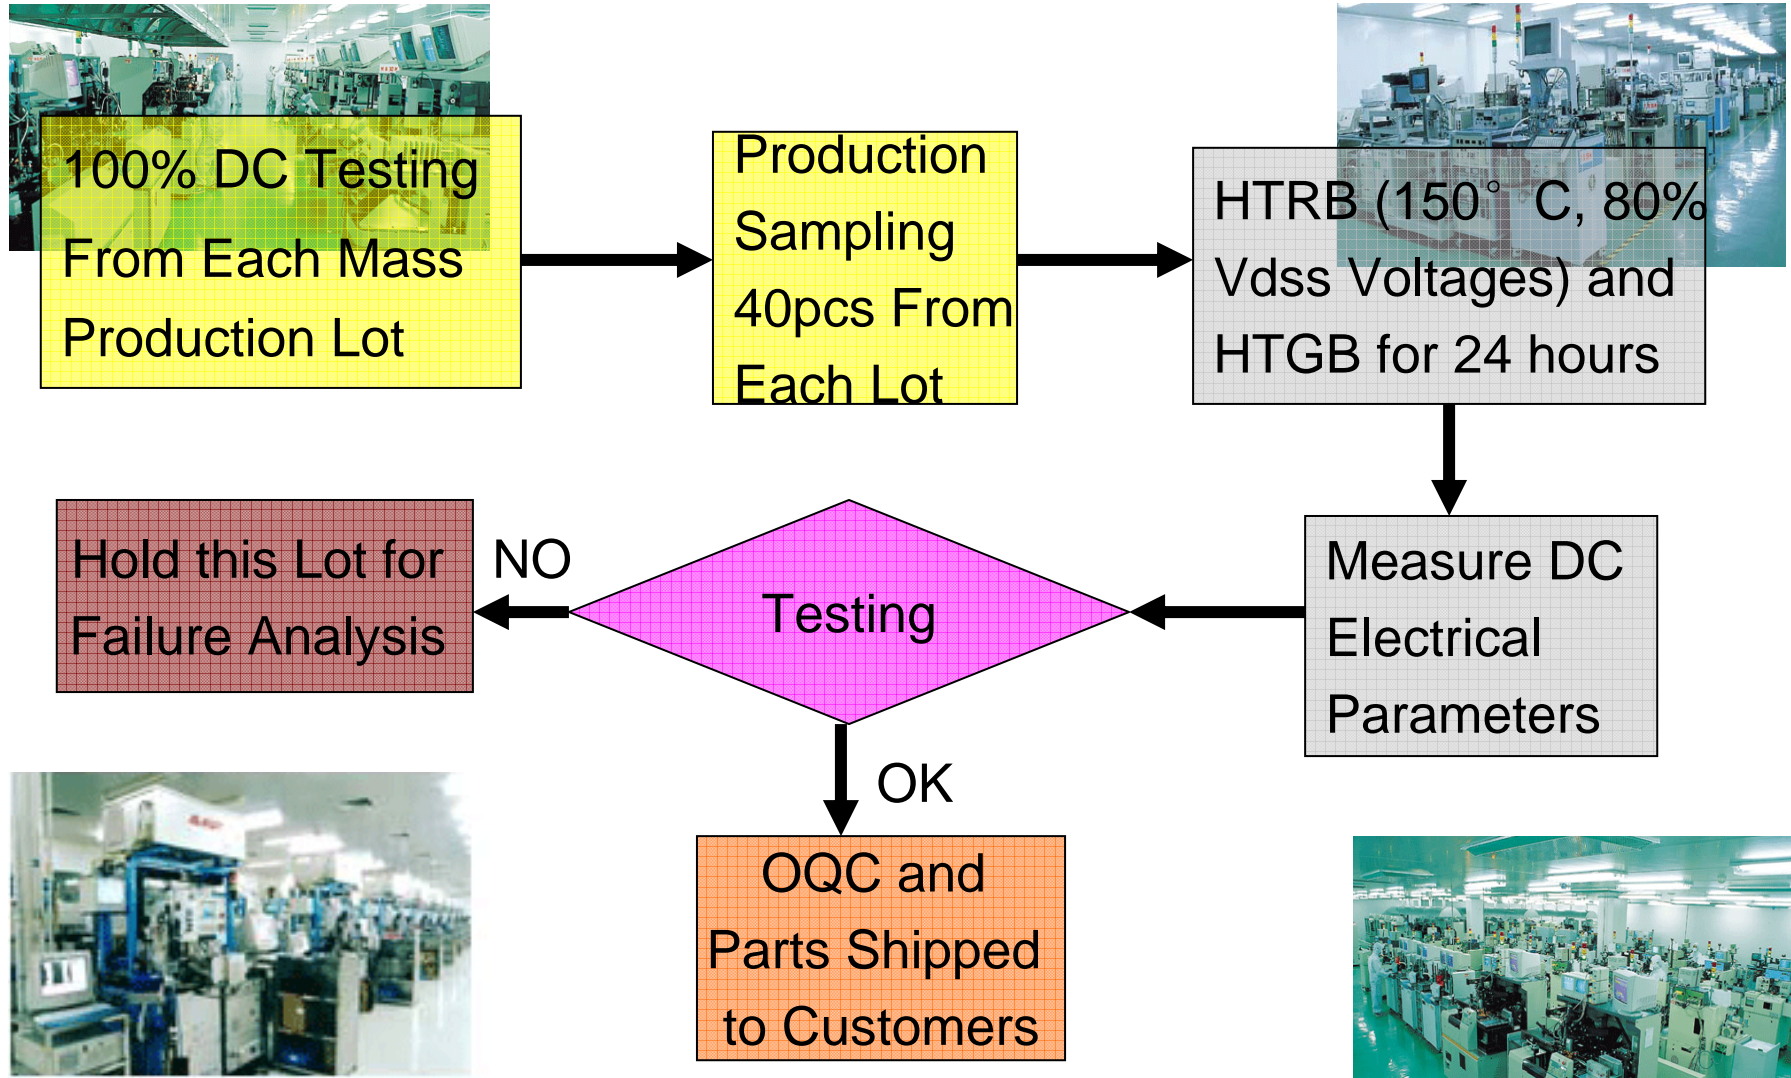 100% DC Testing
From Each Mass
Production Lot
Production
Sampling
40pcs From
Each Lot
HTRB (150° C, 80%
Vdss Voltages) and
HTGB for 24 hours
Hold this Lot for
Failure Analysis
NO
Testing
Measure DC
Electrical
Parameters
OK
OQC and
Parts Shipped
to Customers